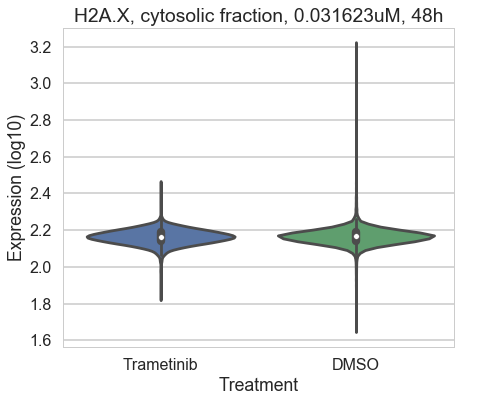 H2A.X, cytosolic fraction, 0.031623uM, 48h
Expression (log10)
3.2
3.0
2.8
2.6
2.4
2.2
2.0
1.8
1.6
Trametinib
DMSO
Treatment